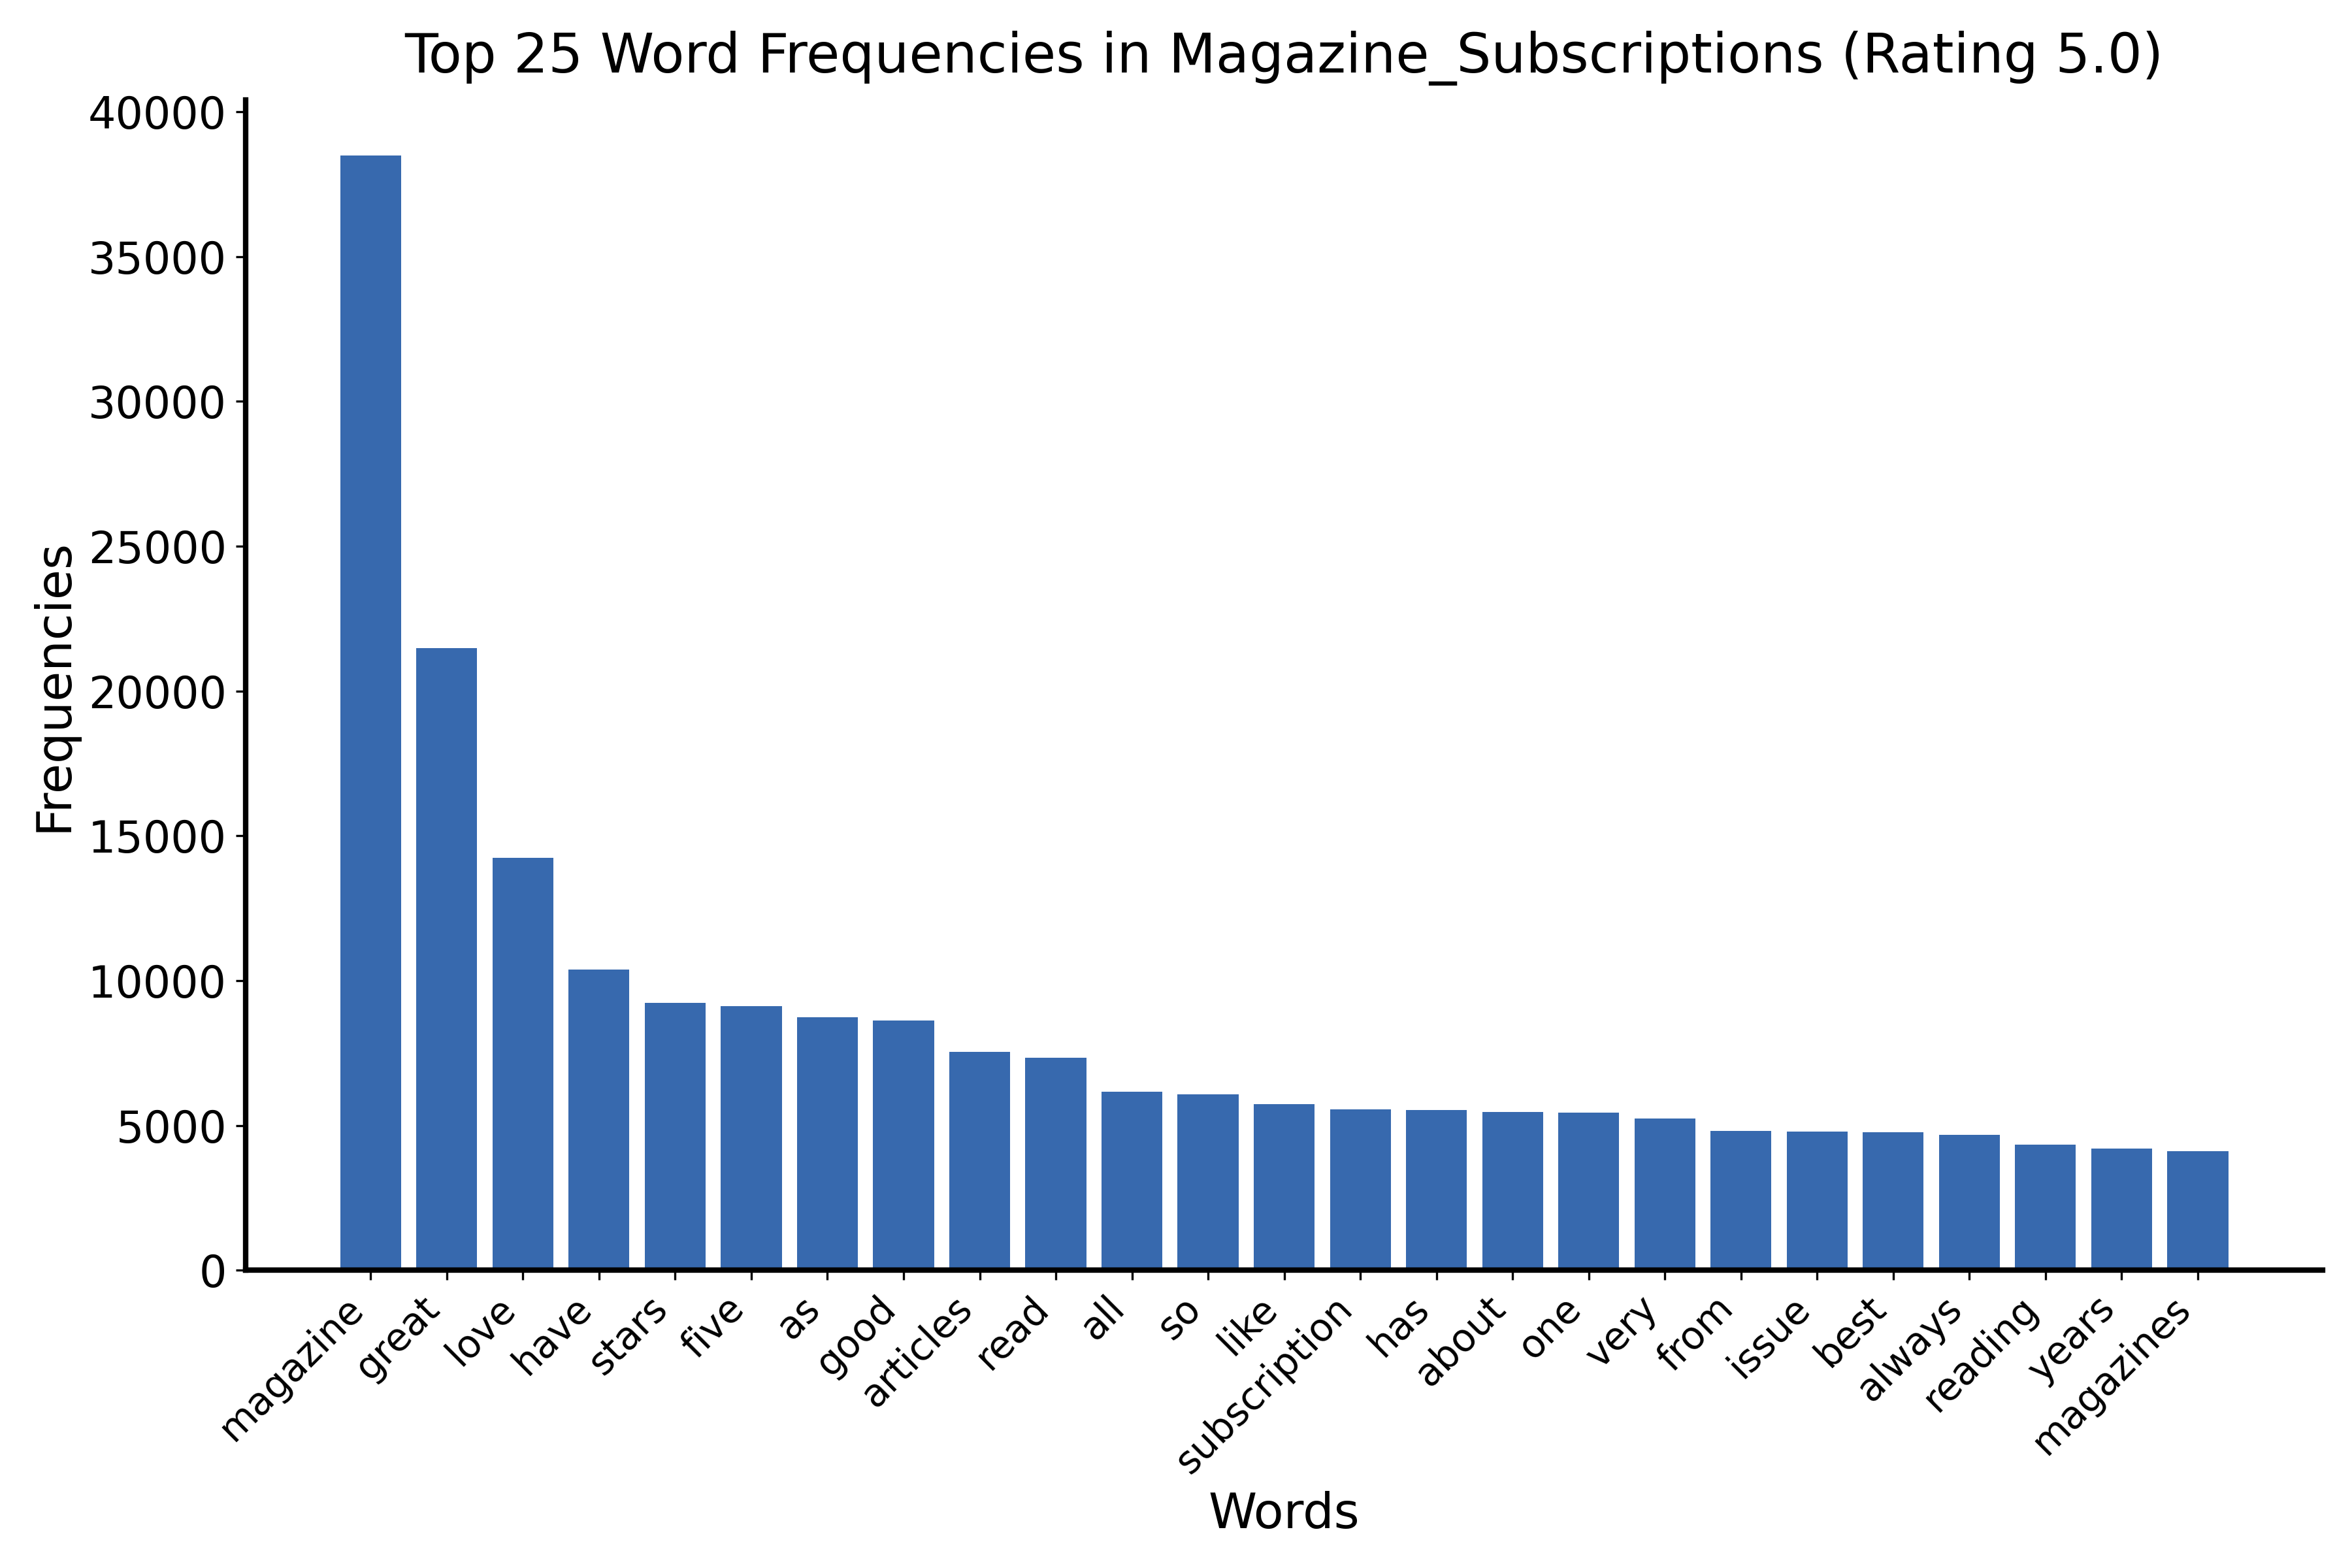 Top 25 Word Frequencies in Magazine_Subscriptions (Rating 5.0)
Frequencies
40000
35000
30000
25000
20000
15000
10000
5000
0
magazine
great
love
have
stars
five
as
good
articles
read
all
so
like
subscription
has
about
one
very
from
issue
best
always
reading
years
magazines
Words